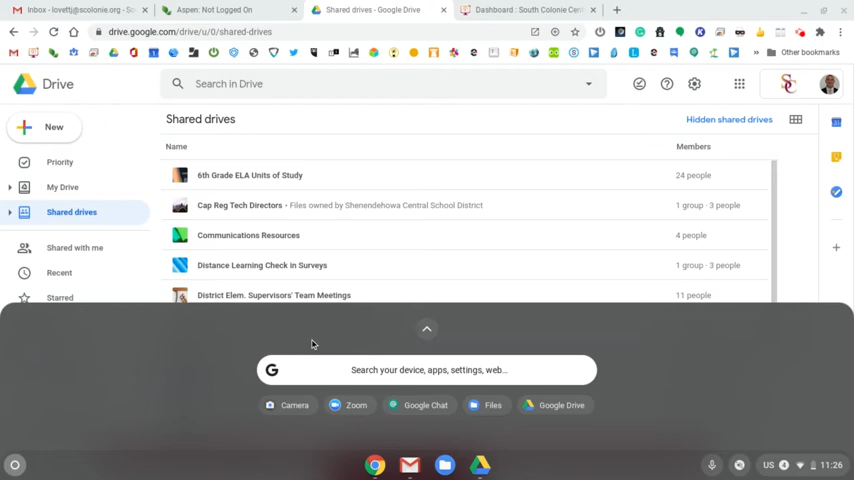 Inbox - lovettj@scolonie.org - S
Aspen: Not Logged On
Shared drives - Google Drive
Dashboard : South Colonie Cent
drive.google.com/drive/u/0/shared-drives
Other bookmarks
Drive
Search in Drive
New
Shared drives
Hidden shared drives
Name
Members
Priority
My Drive
Shared drives
Shared with me
Recent
Starred
6th Grade ELA Units of Study
24 people
Cap Reg Tech Directors • Files owned by Shenendehowa Central School District
1 group · 3 people
Communications Resources
4 people
Distance Learning Check in Surveys
1 group · 3 people
District Elem. Supervisors' Team Meetings
11 people
Search your device, apps, settings, web...
Camera
Zoom
Google Chat
Files
Google Drive
US
4
11:26